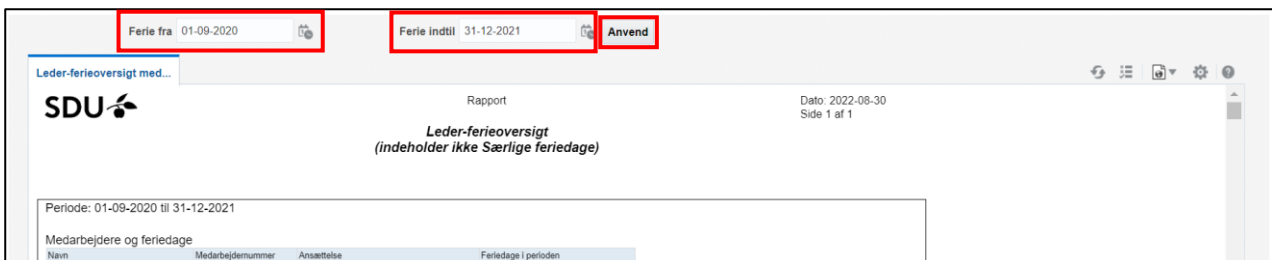 Ferie fra 01-09-2020 Ferie indtil 31-12-2021 Anvend
Leder-ferieoversigt med...
SDU Rapport Dato: 2022-08-30
Side 1 af 1
Leder-ferieoversigt
(indeholder ikke Særlige feriedage)
Periode: 01-09-2020 til 31-12-2021
Medarbejdere og feriedage
Navn Medarbejdernummer Ansættelse Feriedage i perioden